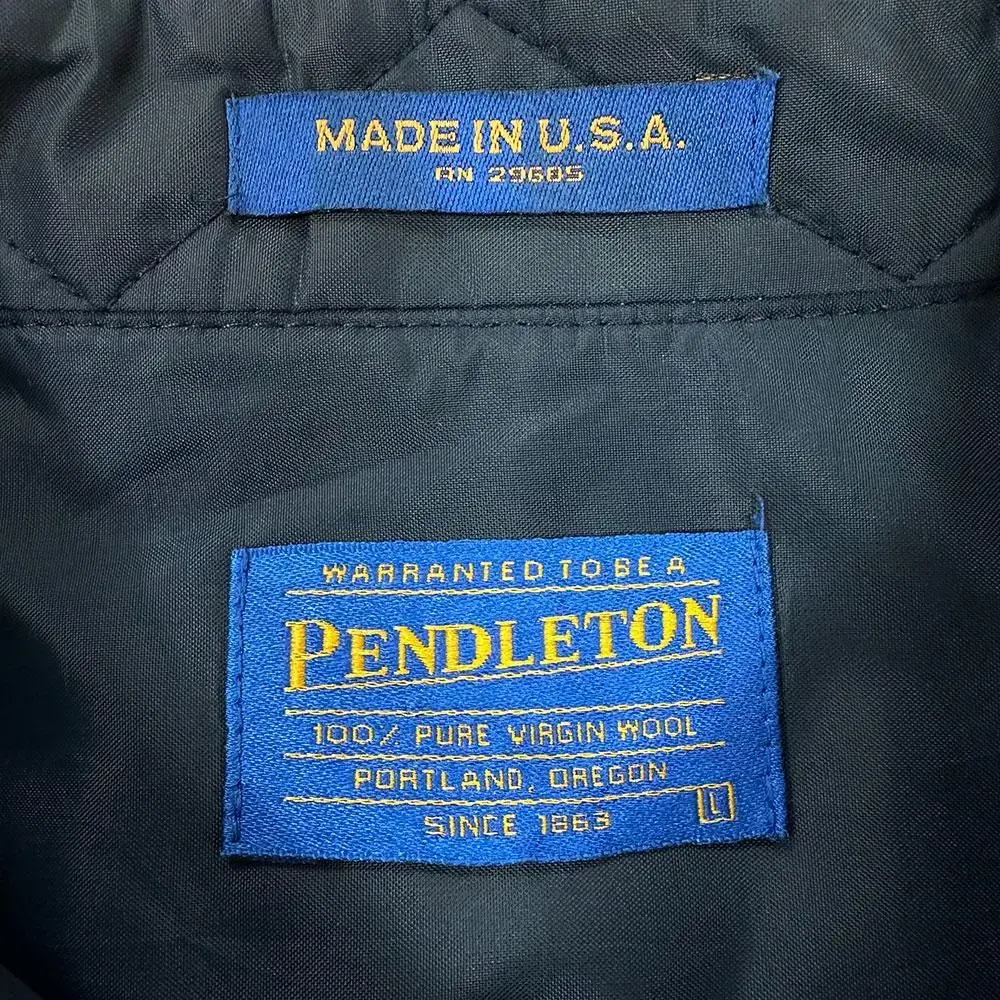 MADE IN U.S.A.
RN 29685
WARRANTED TO BE A
PENDLETON
100% PURE VIRGIN WOOL
PORTLAND, OREGON
SINCE 1863
L